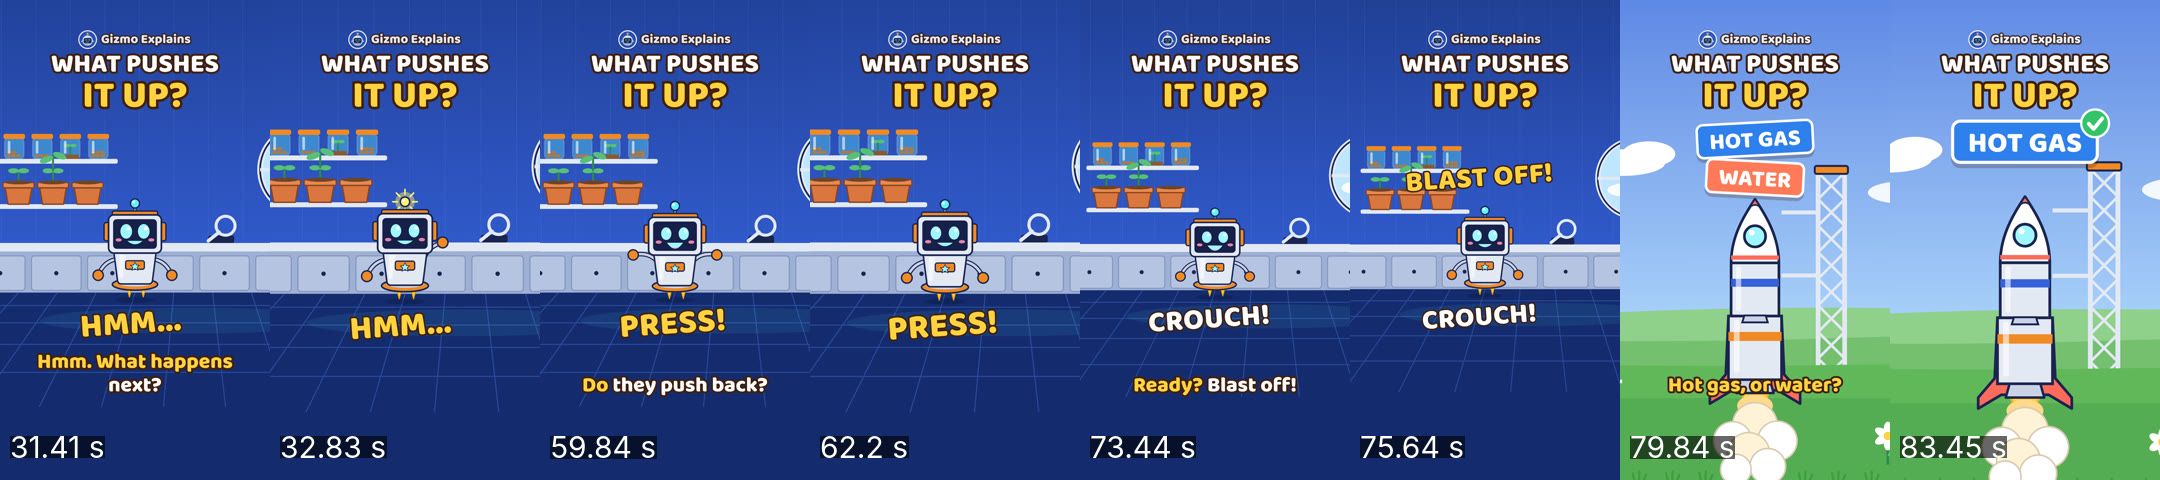 Gizmo Explains
WHAT PUSHES
IT UP?
HMM...
Hmm. What happens
next?
31.41 s
Gizmo Explains
WHAT PUSHES
IT UP?
HMM...
32.83 s
Gizmo Explains
WHAT PUSHES
IT UP?
PRESS!
Do they push back?
59.84 s
Gizmo Explains
WHAT PUSHES
IT UP?
PRESS!
62.2 s
Gizmo Explains
WHAT PUSHES
IT UP?
CROUCH!
Ready? Blast off!
73.44 s
Gizmo Explains
WHAT PUSHES
IT UP?
BLAST OFF!
CROUCH!
75.64 s
Gizmo Explains
WHAT PUSHES
IT UP?
HOT GAS
WATER
Hot gas, or water?
79.84 s
Gizmo Explains
WHAT PUSHES
IT UP?
HOT GAS
83.45 s